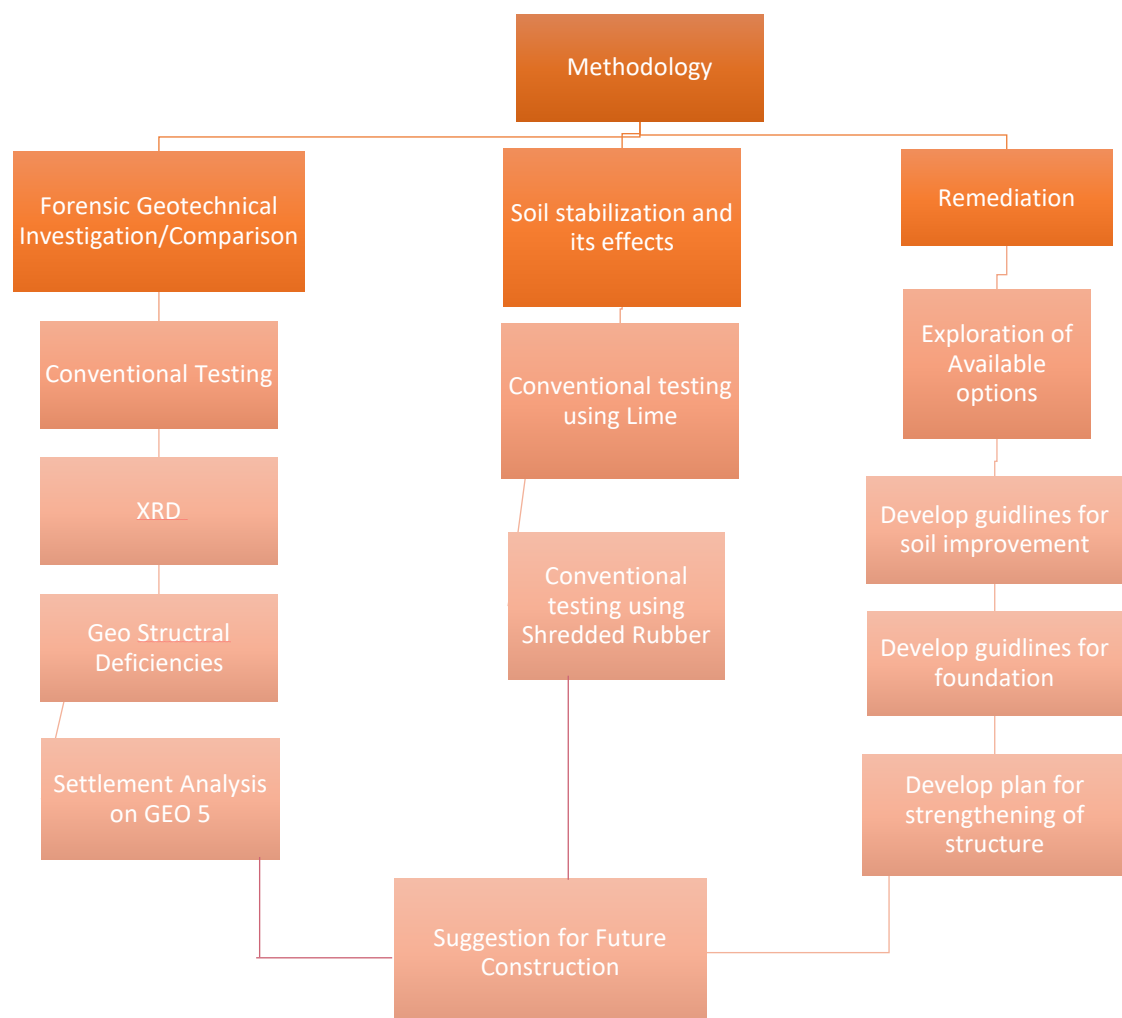 Methodology
Forensic Geotechnical
Investigation/Comparison
Conventional Testing
XRD
Geo Structral
Deficiencies
Settlement Analysis
on GEO 5
Soil stabilization and
its effects
Conventional testing
using Lime
Conventional
testing using
Shredded Rubber
Remediation
Exploration of
Available
options
Develop guidlines for
soil improvement
Develop guidlines for
foundation
Develop plan for
strengthening of
structure
Suggestion for Future
Construction